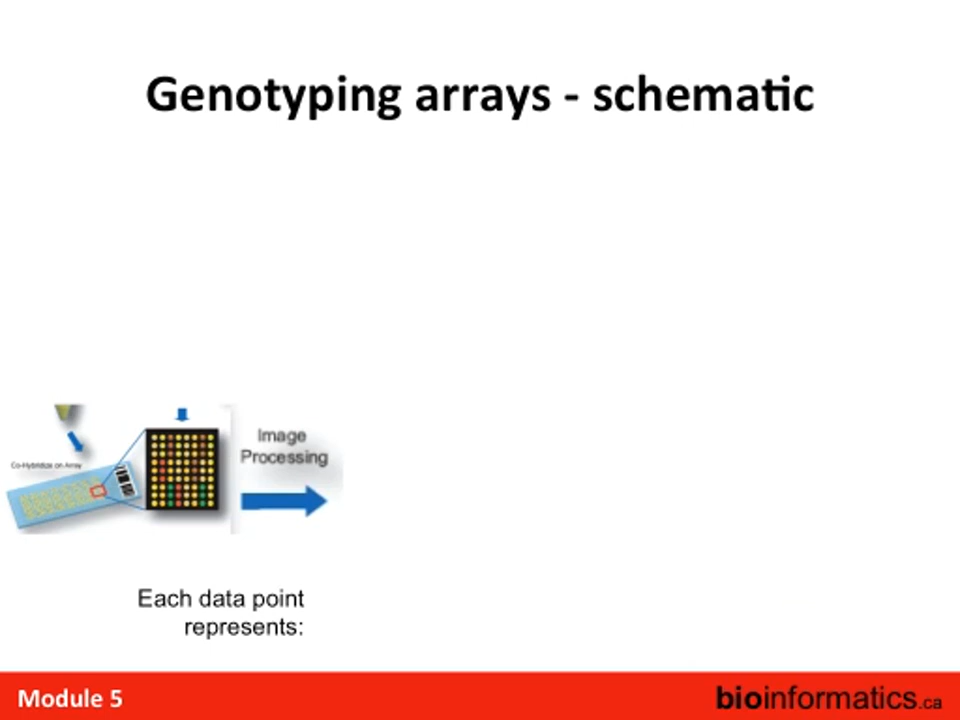 Genotyping arrays - schematic
Image
Processing
Co-Hybridize on Array
Each data point
represents:
Module 5
bioinformatics.ca